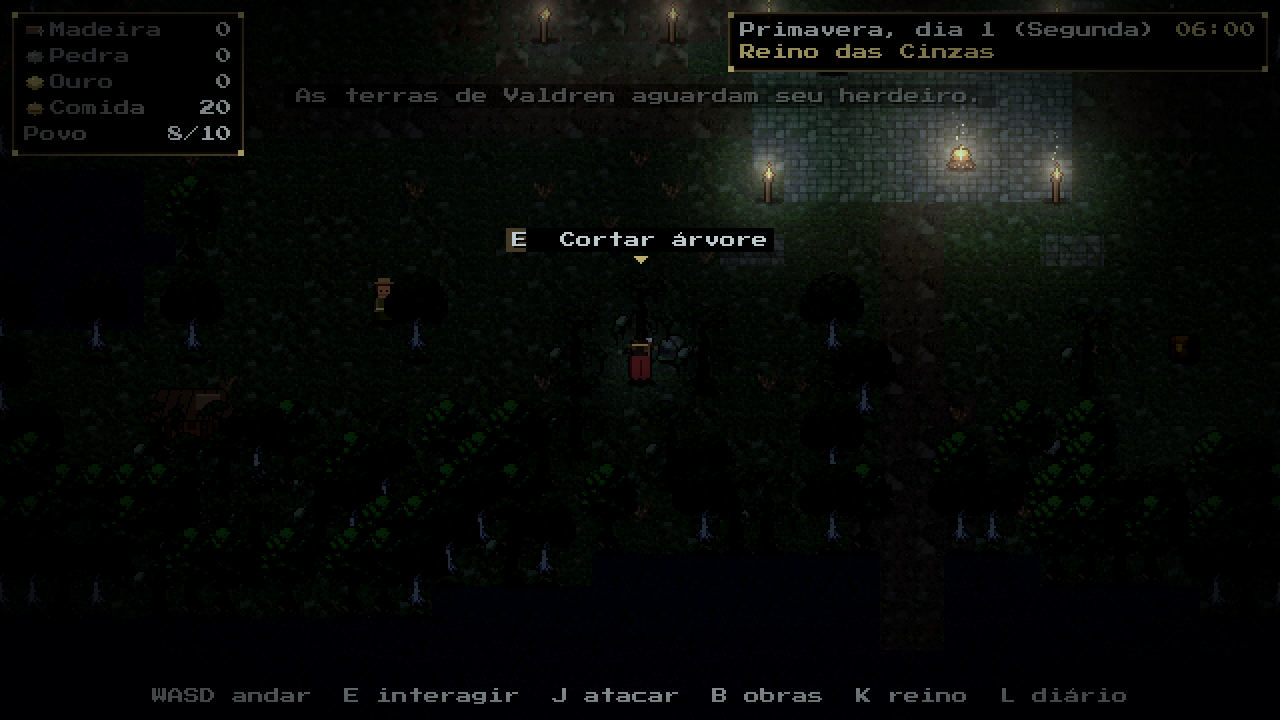 Madeira 0
Pedra 0
Ouro 0
Comida 20
Povo 8/10
Primavera, dia 1 (Segunda) 06:00
Reino das Cinzas
As terras de Valdren aguardam seu herdeiro.
E Cortar árvore
WASD andar E interagir J atacar B obras K reino L diário